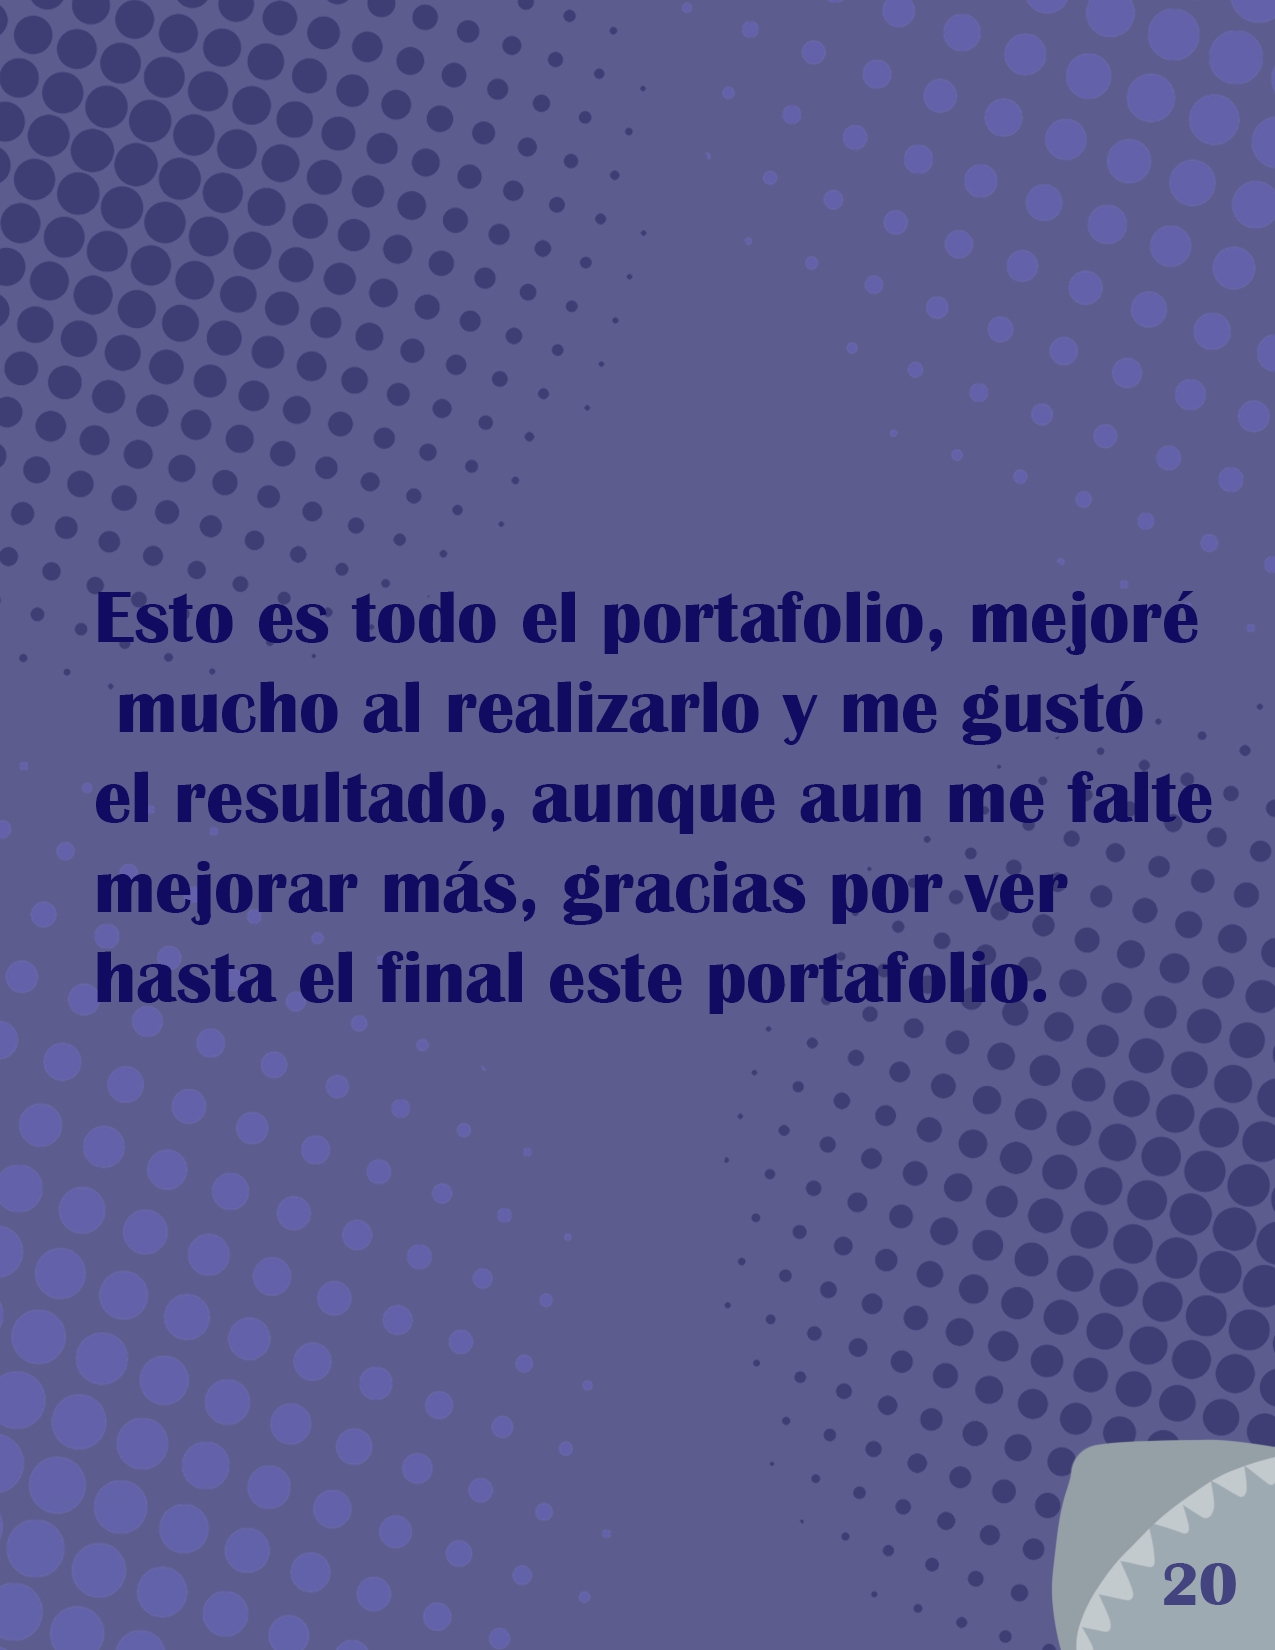 Esto es todo el portafolio, mejoré
mucho al realizarlo y me gustó
el resultado, aunque aun me falte
mejorar más, gracias por ver
hasta el final este portafolio.
20